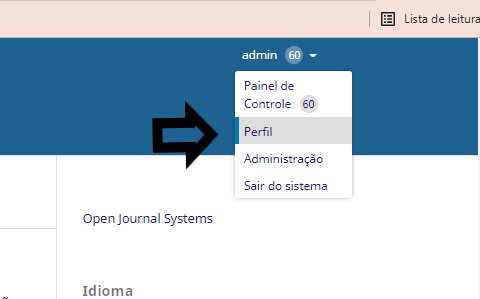 Lista de leitura
admin 60
Painel de
Controle 60
Perfil
Administração
Sair do sistema
Open Journal Systems
Idioma